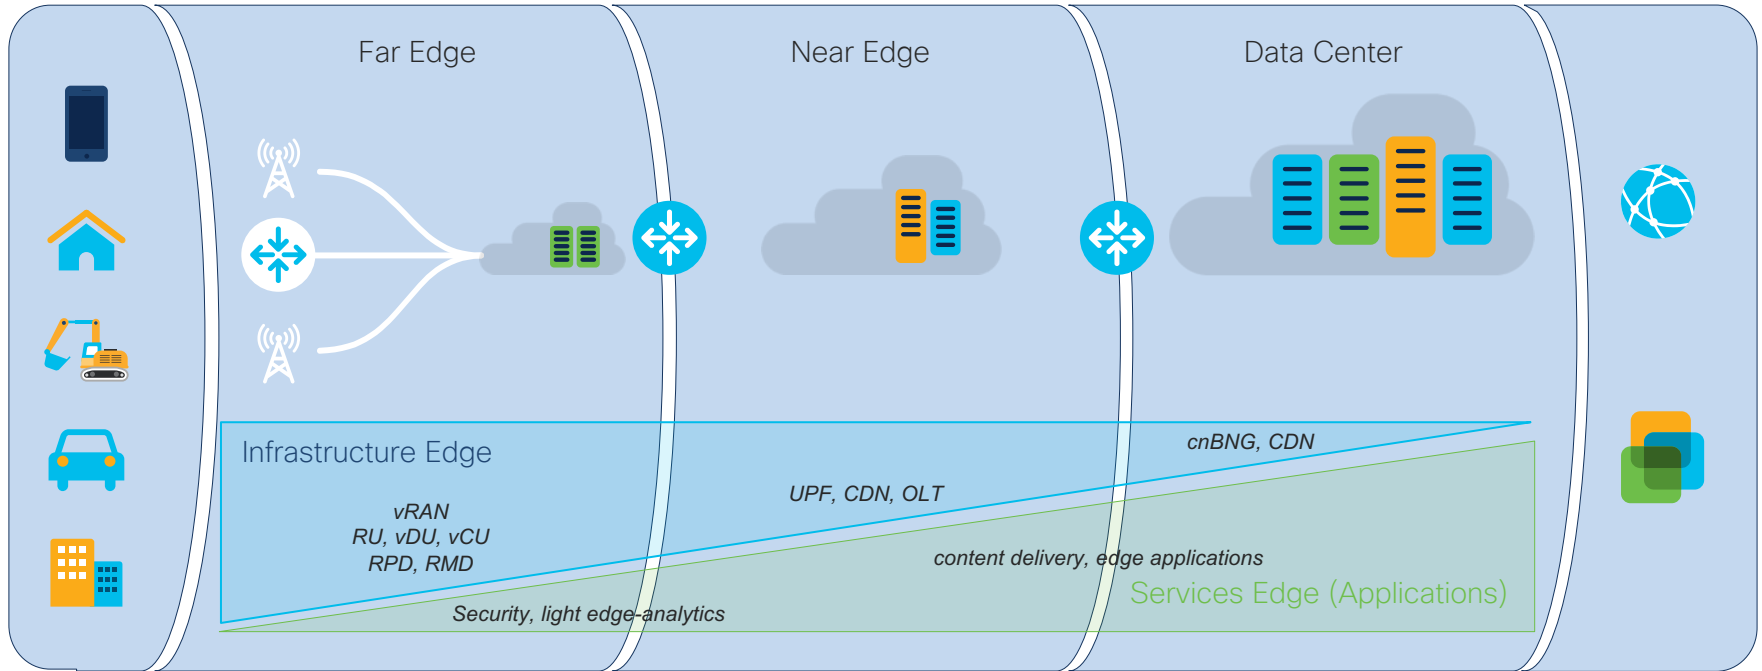 Far Edge
Near Edge
Data Center
Infrastructure Edge
cnBNG, CDN
UPF, CDN, OLT
vRAN
RU, vDU, vCU
RPD, RMD
content delivery, edge applications
Services Edge (Applications)
Security, light edge-analytics